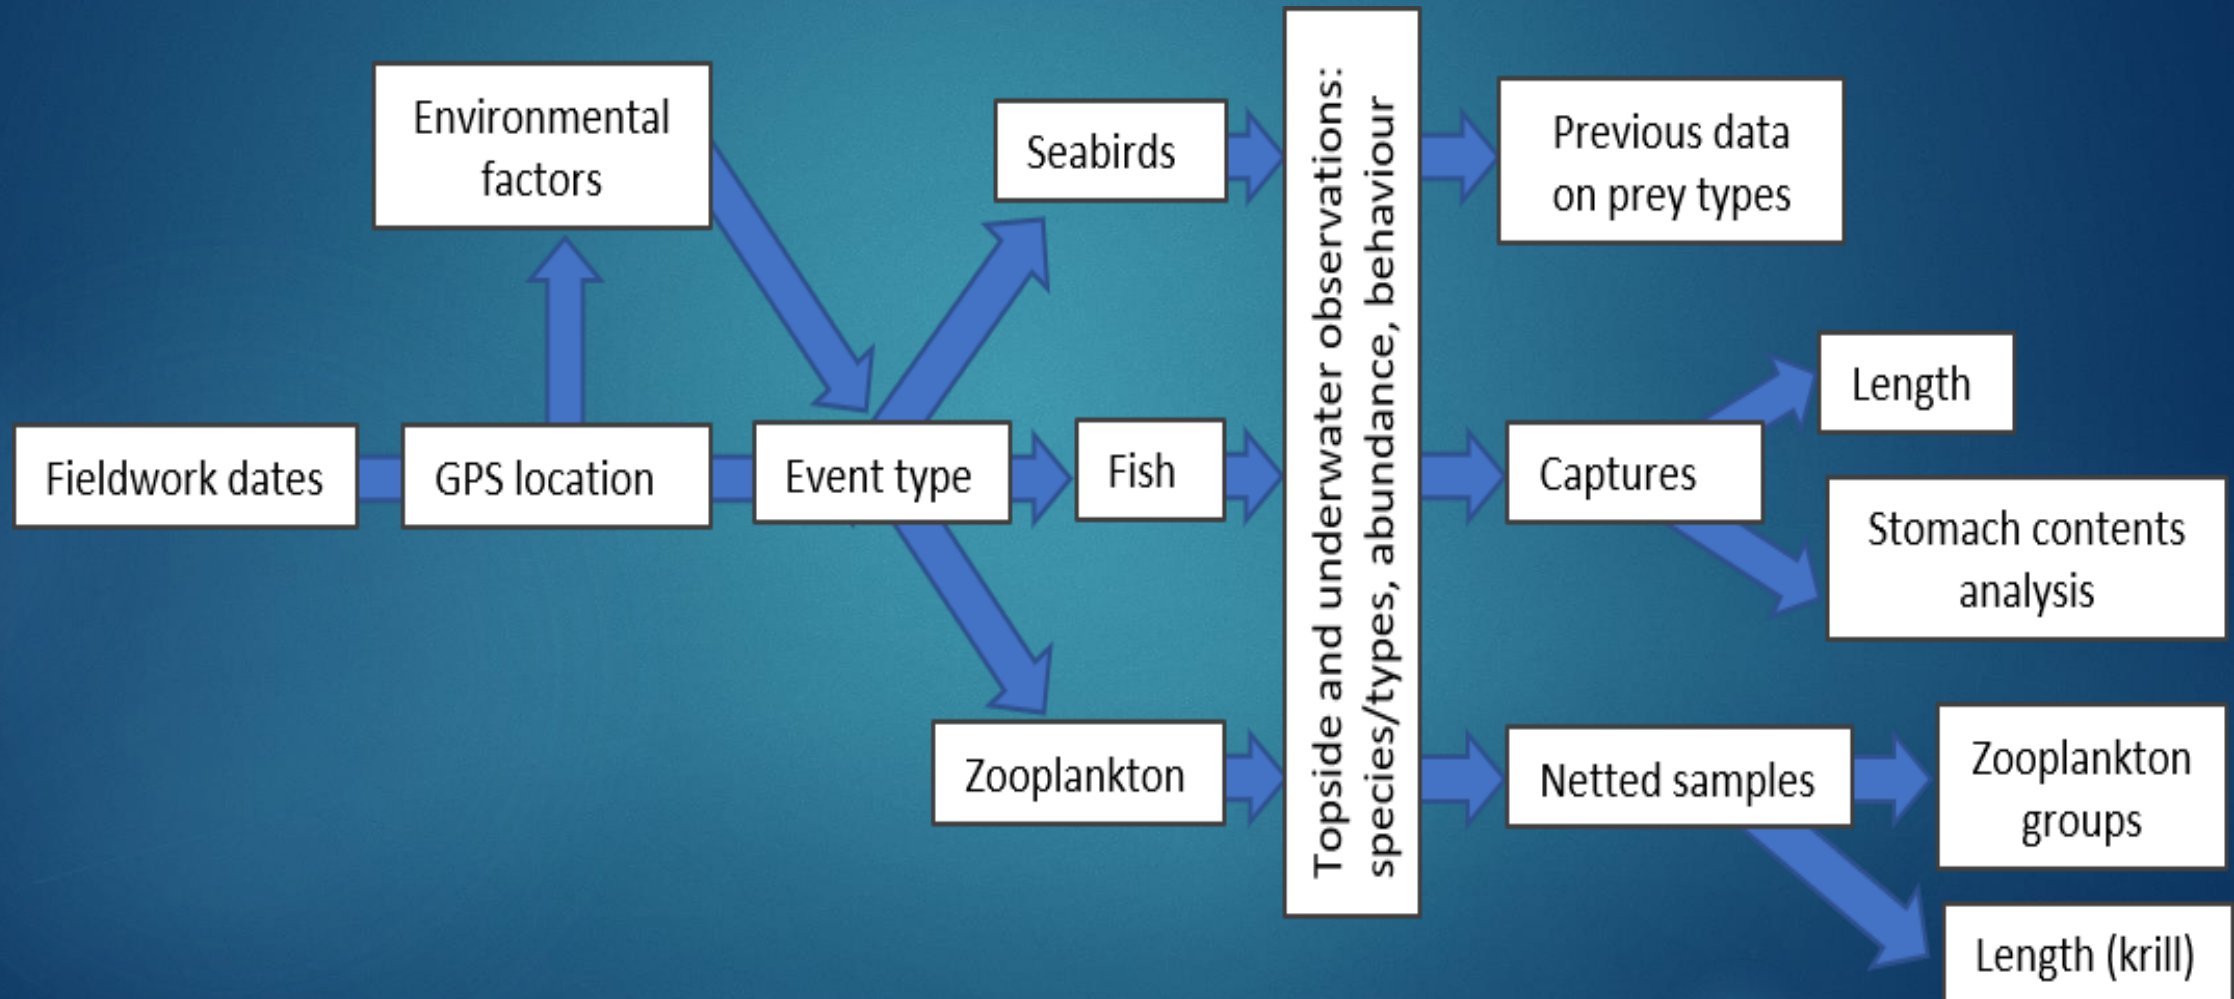 Environmental
factors
Fieldwork dates
GPS location
Event type
Seabirds
Fish
Zooplankton
Topside and underwater observations:
species/types, abundance, behaviour
Previous data
on prey types
Captures
Length
Stomach contents
analysis
Netted samples
Zooplankton
groups
Length (krill)